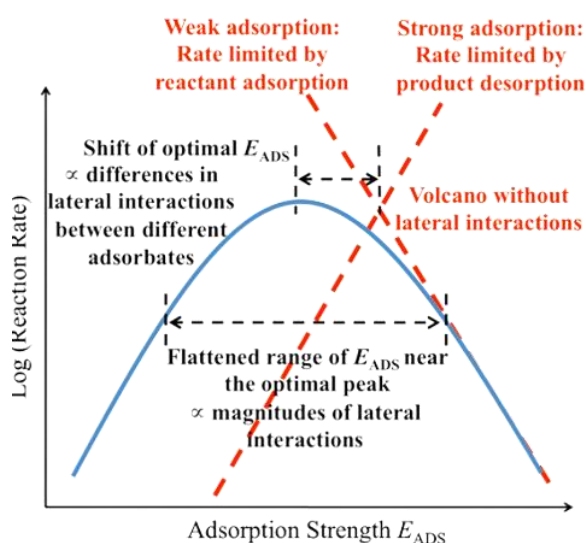 Weak adsorption:
Rate limited by
reactant adsorption
Strong adsorption:
Rate limited by
product desorption
Shift of optimal E_ADS
∝ differences in
lateral interactions
between different
adsorbates
Volcano without
lateral interactions
Flattened range of E_ADS near
the optimal peak
∝ magnitudes of lateral
interactions
Log (Reaction Rate)
Adsorption Strength E_ADS